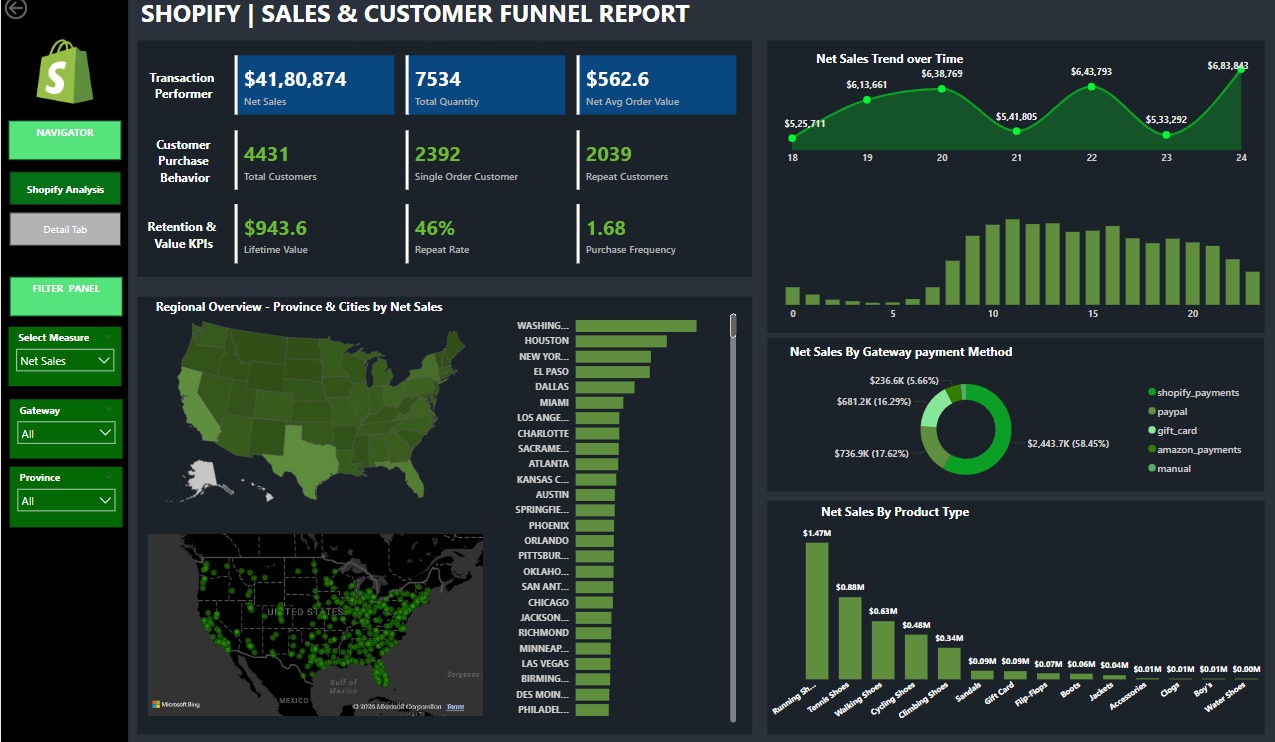 SHOPIFY | SALES & CUSTOMER FUNNEL REPORT
S
NAVIGATOR
Shopify Analysis
Detail Tab
FILTER PANEL
Select Measure
Net Sales
Gateway
All
Province
All
Transaction
Performer
$41,80,874
Net Sales
7534
Total Quantity
$562.6
Net Avg Order Value
Customer
Purchase
Behavior
4431
Total Customers
2392
Single Order Customer
2039
Repeat Customers
Retention &
Value KPIs
$943.6
Lifetime Value
46%
Repeat Rate
1.68
Purchase Frequency
Regional Overview - Province & Cities by Net Sales
WASHING...
HOUSTON
NEW YOR...
EL PASO
DALLAS
MIAMI
LOS ANGE...
CHARLOTTE
SACRAME...
ATLANTA
KANSAS C...
AUSTIN
SPRINGFIE...
PHOENIX
ORLANDO
PITTSBUR...
OKLAHO...
SAN ANT...
CHICAGO
JACKSON...
RICHMOND
MINNEAP...
LAS VEGAS
BIRMING...
DES MOIN...
PHILADEL...
UNITED STATES
Gulf of
Mexico
MEXICO
Sargasso
Microsoft Bing
Microsoft Corporation
Terms
Net Sales Trend over Time
$5,25,711
$6,13,661
$6,38,769
$5,41,805
$6,43,793
$5,33,292
$6,83,843
18 19 20 21 22 23 24
0 5 10 15 20
Net Sales By Gateway payment Method
$236.6K (5.66%)
$681.2K (16.29%)
$736.9K (17.62%)
$2,443.7K (58.45%)
shopify_payments
paypal
gift_card
amazon_payments
manual
Net Sales By Product Type
$1.47M
$0.88M
$0.63M
$0.48M
$0.34M
$0.09M
$0.09M
$0.07M
$0.06M
$0.04M
$0.01M
$0.01M
$0.01M
$0.00M
Running Sh...
Tennis Shoes
Walking Shoes
Cycling Shoes
Climbing Shoes
Sandals
Gift Card
Flip-Flops
Boots
Jackets
Accessories
Clogs
Boy's
Water Shoes